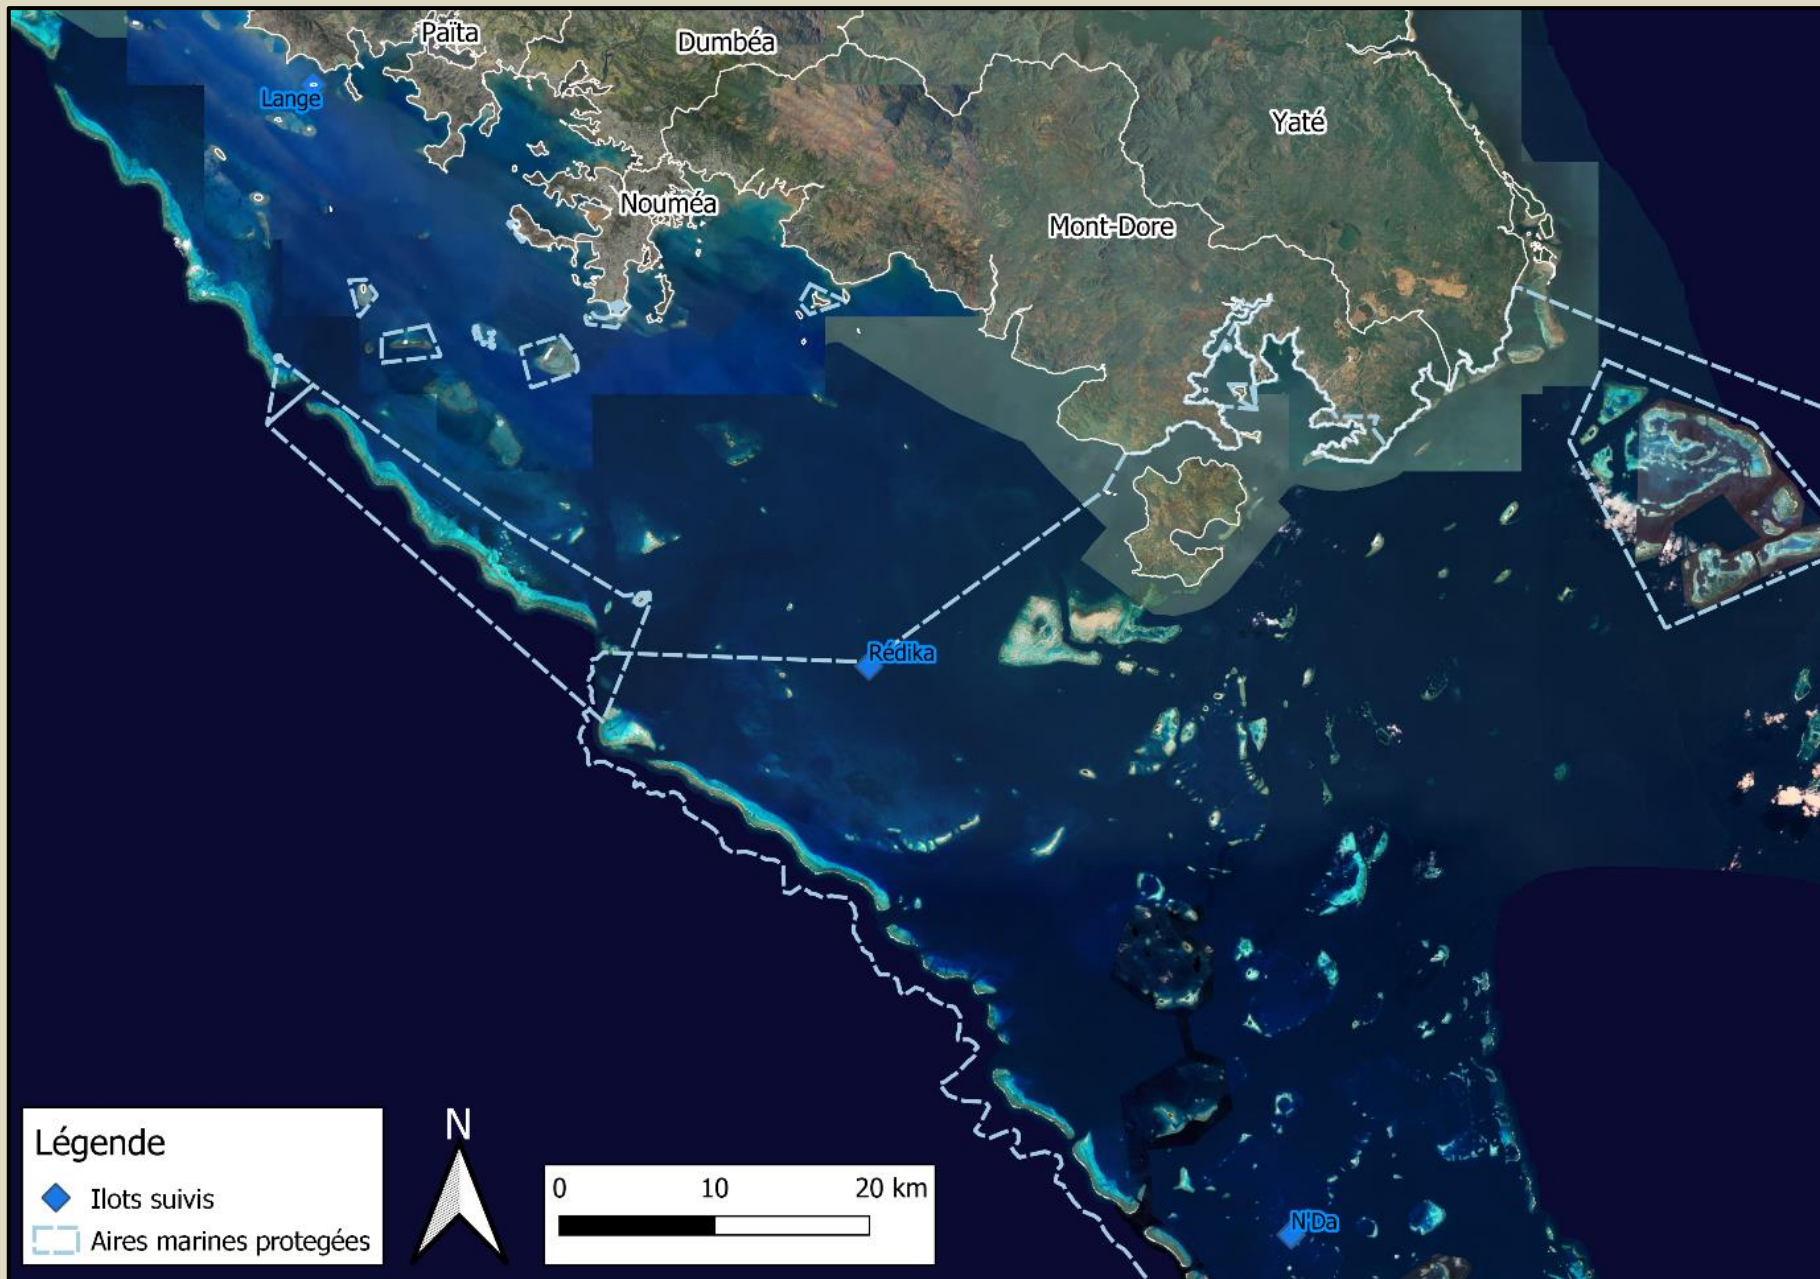 Païta
Dumbéa
Lange
Yaté
Nouméa
Mont-Dore
Rédika
N'Da
Légende
Ilots suivis
Aires marines protegées
N
0 10 20 km